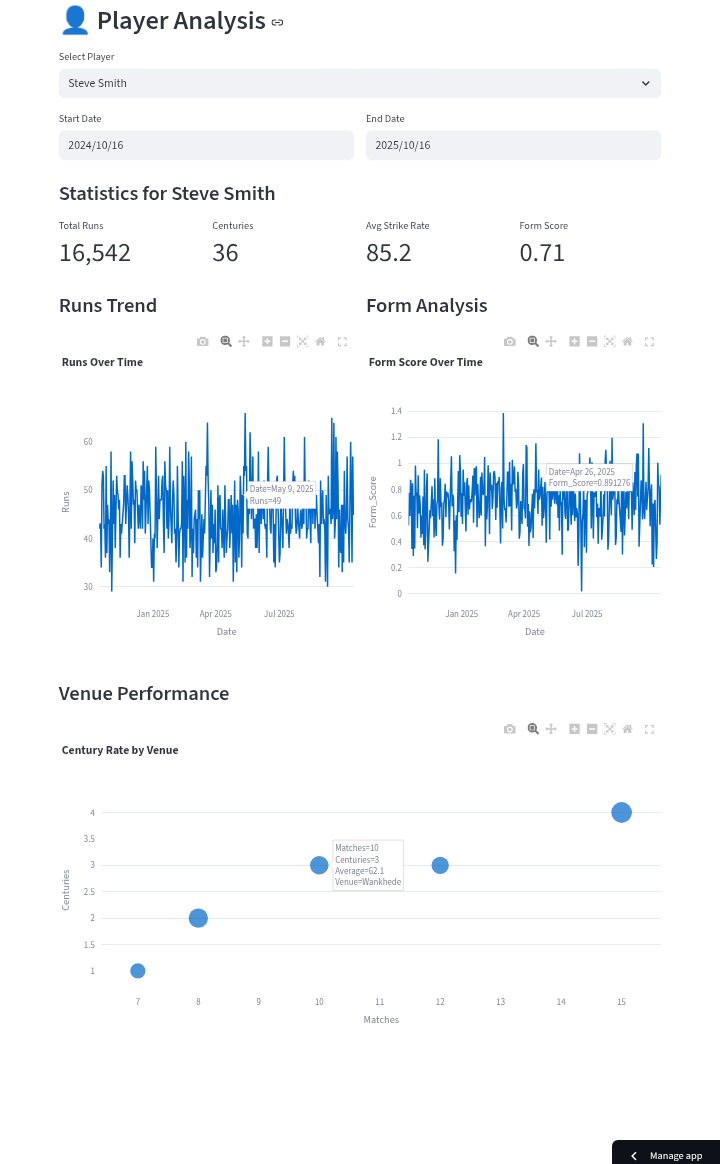 👤 Player Analysis
Select Player
Steve Smith
Start Date
End Date
2024/10/16
2025/10/16
Statistics for Steve Smith
Total Runs
Centuries
Avg Strike Rate
Form Score
16,542
36
85.2
0.71
Runs Trend
Form Analysis
Runs Over Time
Form Score Over Time
60
50
40
30
Runs
Date=May 9, 2025
Runs=49
Jan 2025
Apr 2025
Jul 2025
Date
1.4
1.2
1
0.8
0.6
0.4
0.2
0
Form_Score
Date=Apr 26, 2025
Form_Score=0.891276
Jan 2025
Apr 2025
Jul 2025
Date
Venue Performance
Century Rate by Venue
4
3.5
3
2.5
2
1.5
1
Centuries
Matches=10
Centuries=3
Average=62.1
Venue=Wankhede
7
8
9
10
11
12
13
14
15
Matches
Manage app